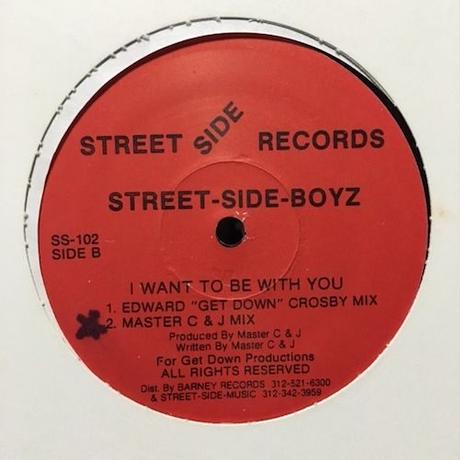 STREET SIDE RECORDS
STREET-SIDE-BOYZ
SS-102
SIDE B
I WANT TO BE WITH YOU
1. EDWARD "GET DOWN" CROSBY MIX
2. MASTER C & J MIX
Produced By Master C & J
Written By Master C & J
For Get Down Productions
ALL RIGHTS RESERVED
Dist. By BARNEY RECORDS 312-521-6300
& STREET-SIDE-MUSIC 312-342-3959